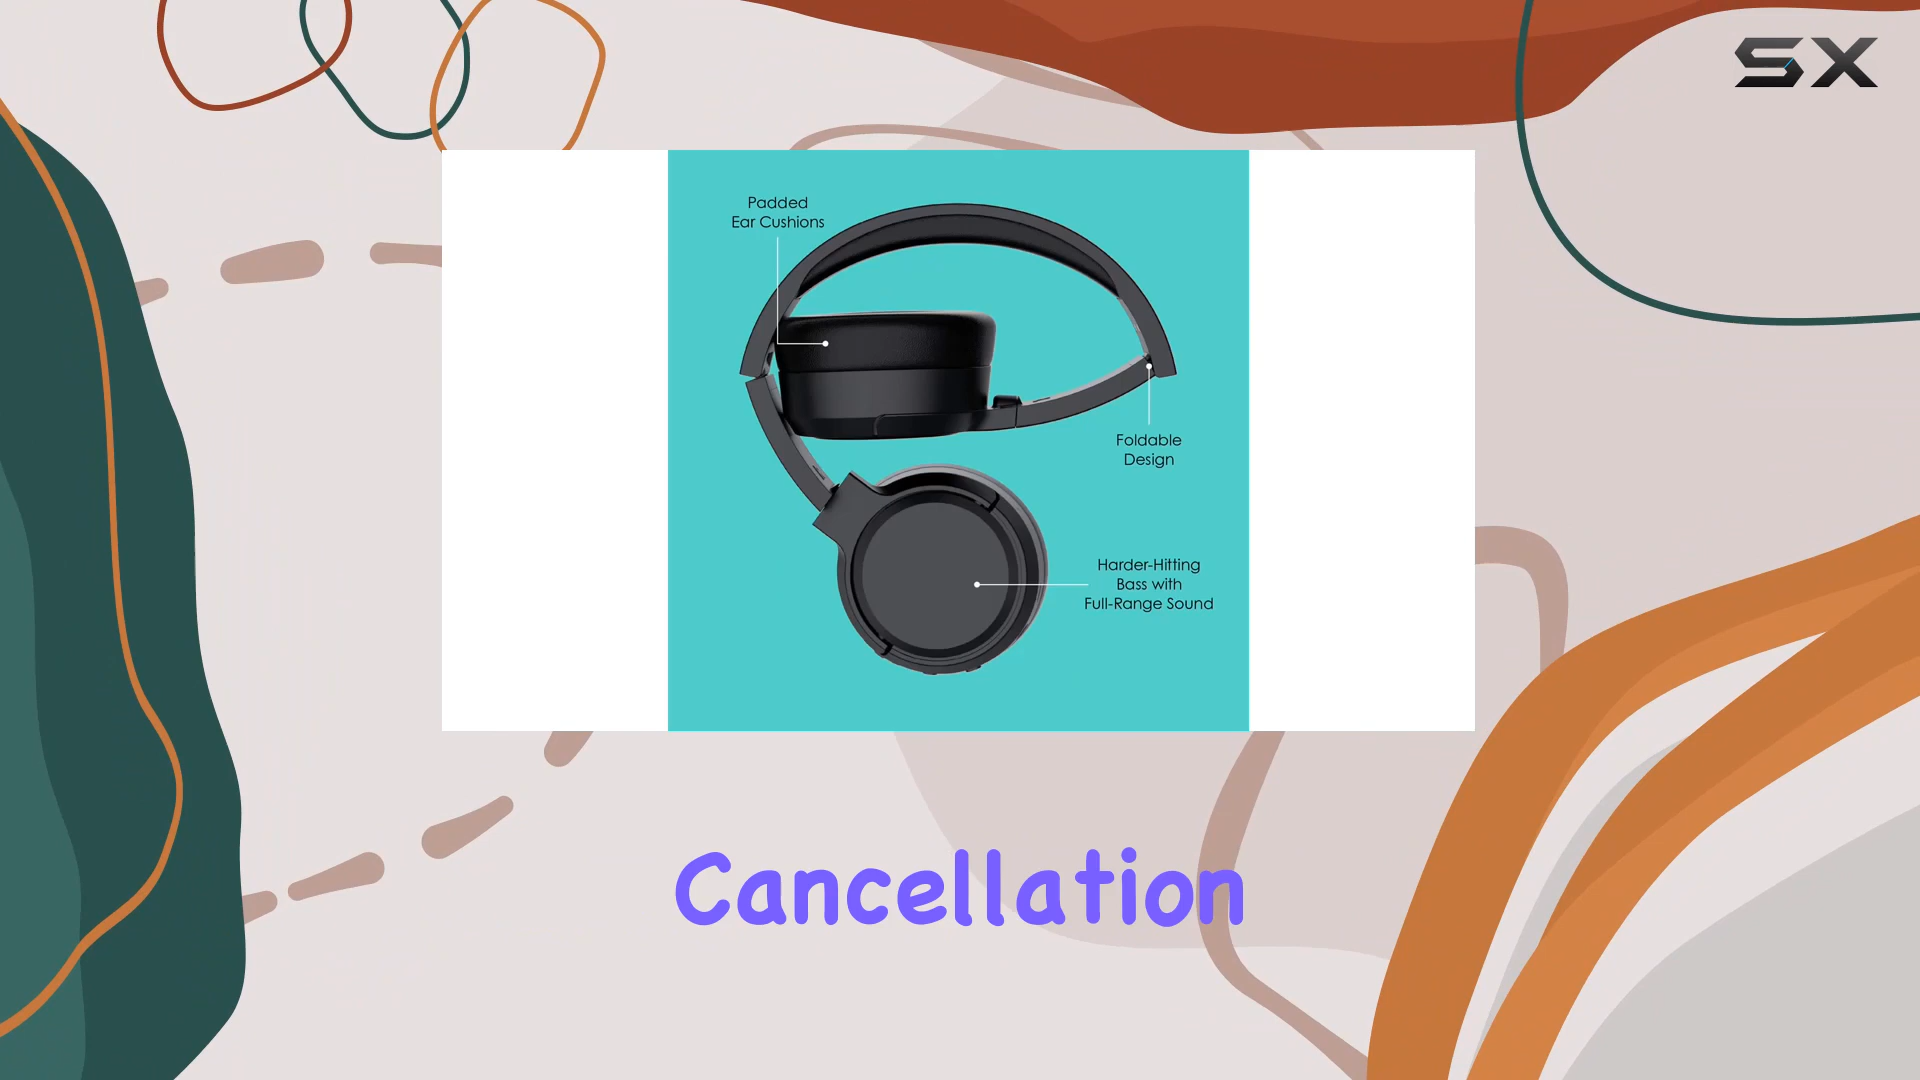 SX
Padded
Ear Cushions
Foldable
Design
Harder-Hitting
Bass with
Full-Range Sound
Cancellation